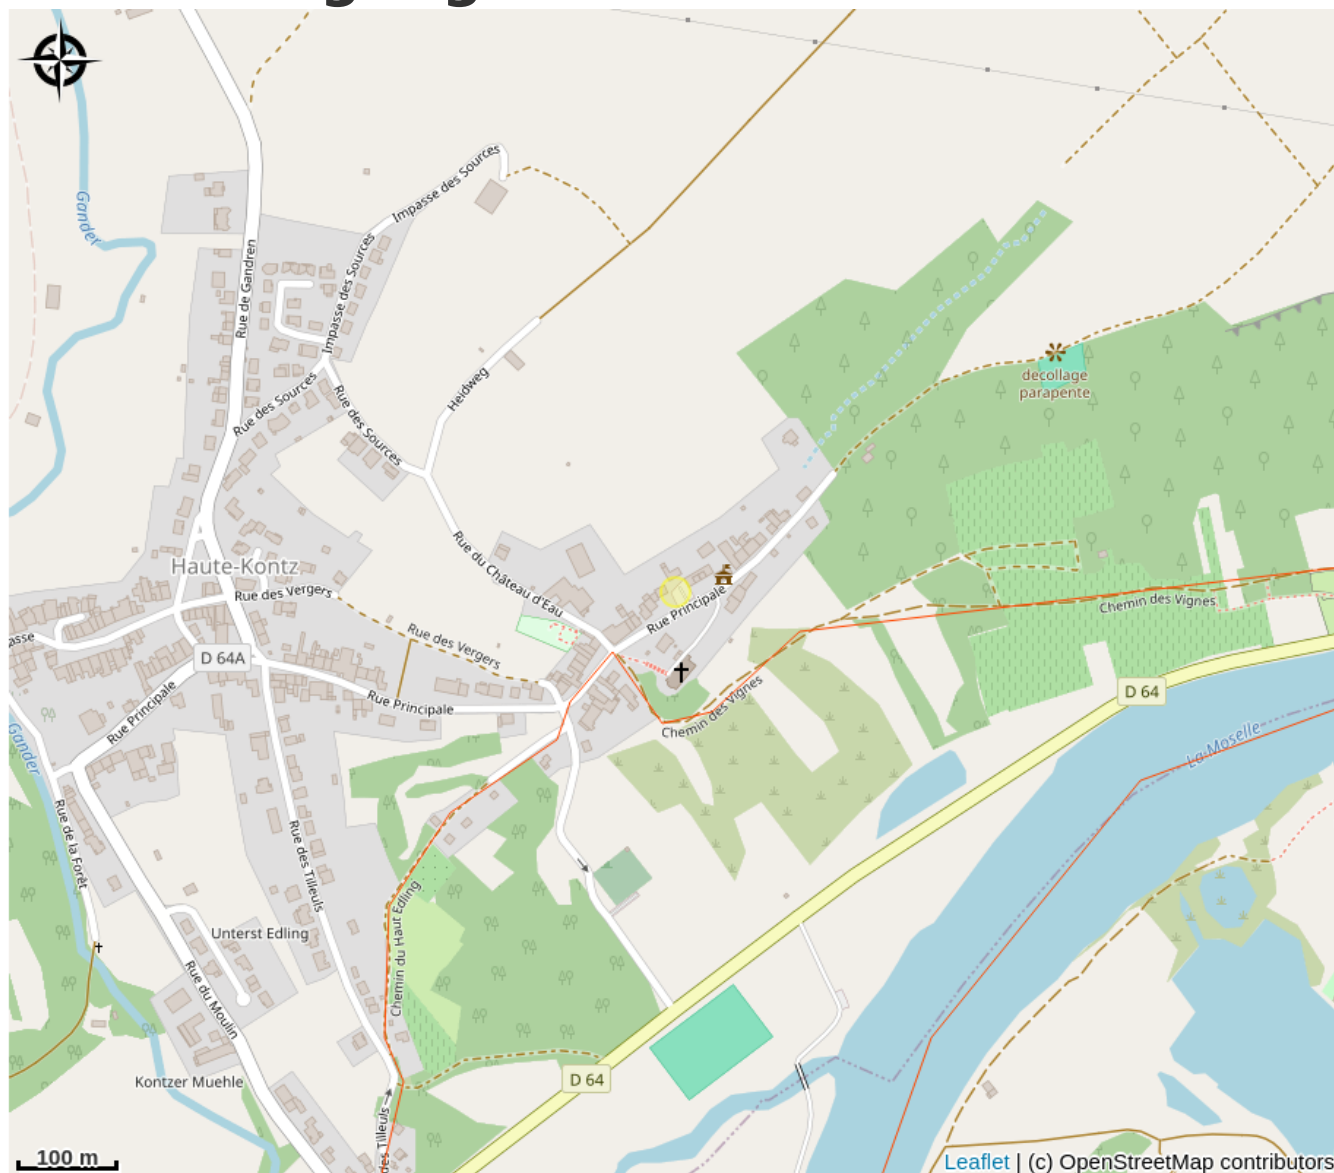 Gander
Impasse des Sources
Rue de Gandren
Impasse des Sources
Rue des Sources
Rue des Sources
Heidweg
decollage
parapente
Rue du Château d'Eau
Haute-Kontz
Rue des Vergers
Rue des Vergers
Rue Principale
Chemin des Vignes
asse
D 64A
Rue Principale
Rue Principale
Chemin des Vignes
D 64
La Moselle
Gander
Rue de la Forêt
Rue des Tilleuls
Chemin du Haut Edling
Unterst Edling
Rue du Moulin
Kontzer Muehle
D 64
des Tilleuls
100 m
Leaflet | (c) OpenStreetMap contributors